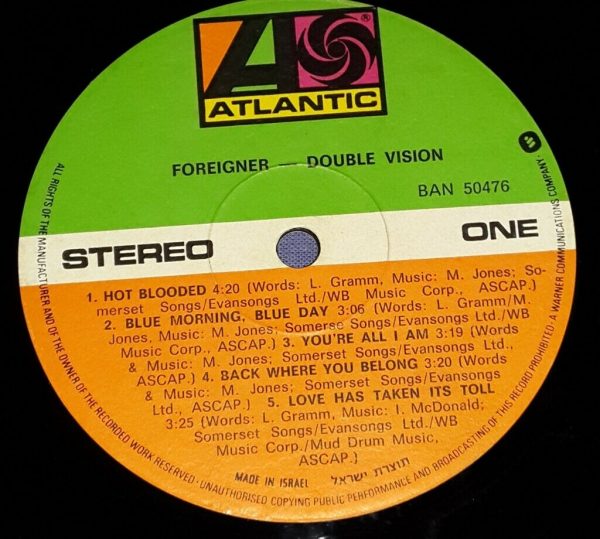 ATLANTIC
FOREIGNER — DOUBLE VISION
BAN 50476
STEREO
ONE
1. HOT BLOODED 4:20 (Words: L. Gramm, Music: M. Jones; So-
merset Songs/Evansongs Ltd./WB Music Corp., ASCAP.)
2. BLUE MORNING, BLUE DAY 3:06 (Words: L. Gramm/M.
Jones, Music: M. Jones; Somerse Songs/Evansongs Ltd./WB
Music Corp., ASCAP.) 3. YOU'RE ALL I AM 3:19 (Words
& Music: M. Jones; Somerset Songs/Evansongs Ltd.,
ASCAP.) 4. BACK WHERE YOU BELONG 3:20 (Words
& Music: M. Jones; Somerset Songs/Evansongs
Ltd., ASCAP.) 5. LOVE HAS TAKEN ITS TOLL
3:25 (Words: L. Gramm, Music: I. McDonald;
Somerset Songs/Evansongs Ltd./WB
Music Corp./Mud Drum Music,
ASCAP.)
MADE IN ISRAEL תוצרת ישראל
ALL RIGHTS OF THE MANUFACTURER AND OF THE OWNER OF THE RECORDED WORK RESERVED · UNAUTHORISED COPYING PUBLIC PERFORMANCE AND BROADCASTING OF THIS RECORD PROHIBITED · A WARNER COMMUNICATIONS COMPANY ·